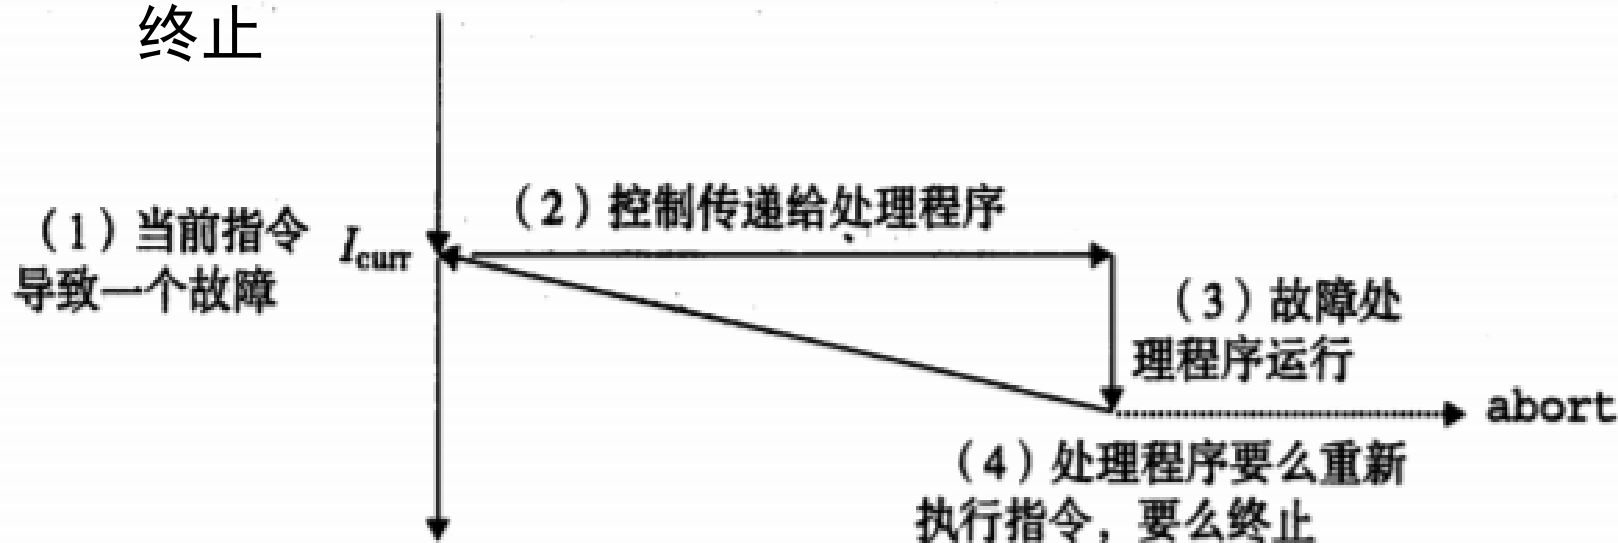 终止
（2）控制传递给处理程序
（1）当前指令
导致一个故障
Icurr
（3）故障处
理程序运行
abort
（4）处理程序要么重新
执行指令，要么终止